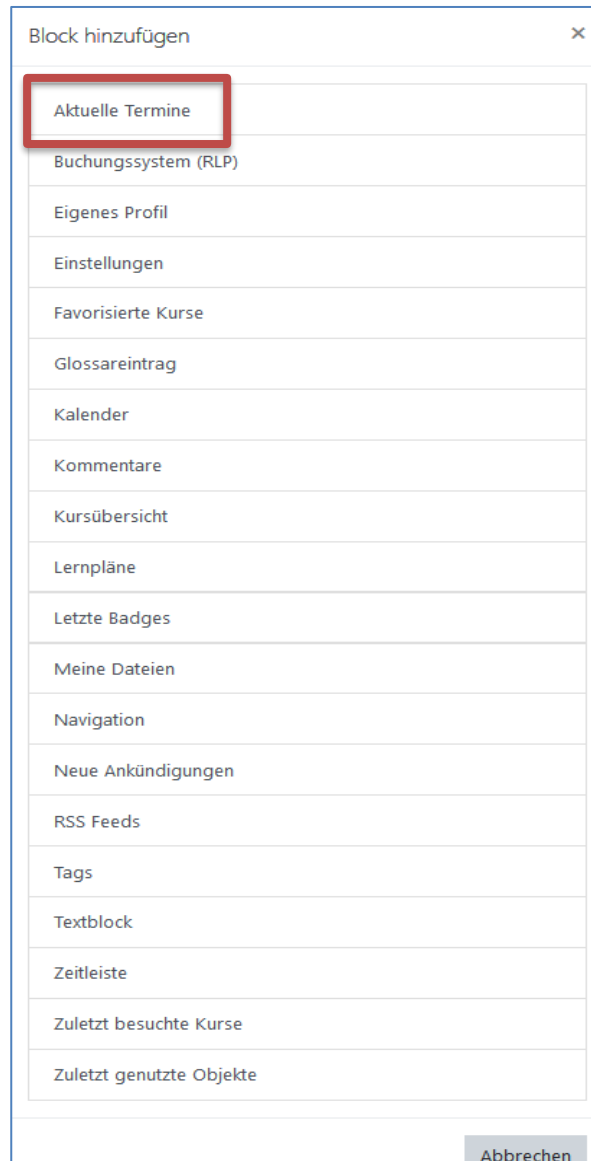 Block hinzufügen ×
Aktuelle Termine
Buchungssystem (RLP)
Eigenes Profil
Einstellungen
Favorisierte Kurse
Glossareintrag
Kalender
Kommentare
Kursübersicht
Lernpläne
Letzte Badges
Meine Dateien
Navigation
Neue Ankündigungen
RSS Feeds
Tags
Textblock
Zeitleiste
Zuletzt besuchte Kurse
Zuletzt genutzte Objekte
Abbrechen